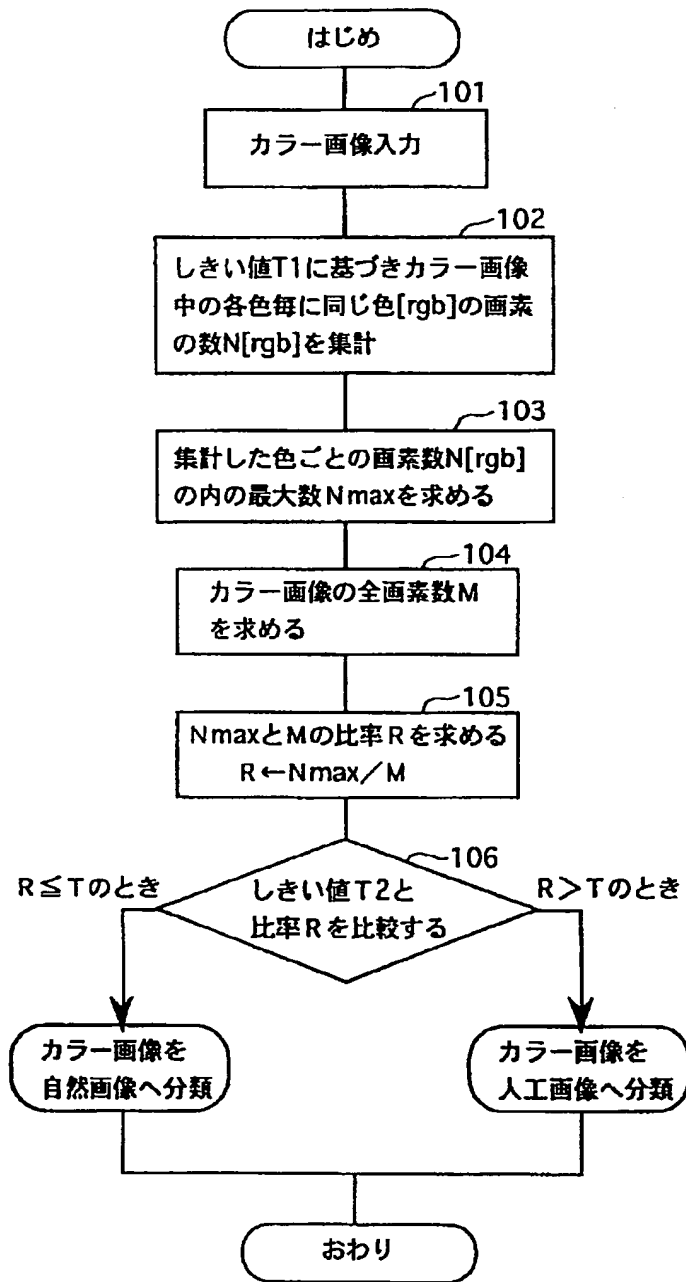 はじめ
101
カラー画像入力
102
しきい値T1に基づきカラー画像
中の各色毎に同じ色[rgb]の画素
の数N[rgb]を集計
103
集計した色ごとの画素数N[rgb]
の内の最大数Nmaxを求める
104
カラー画像の全画素数M
を求める
105
NmaxとMの比率Rを求める
R←Nmax／M
106
R≦Tのとき
しきい値T2と
比率Rを比較する
R＞Tのとき
カラー画像を
自然画像へ分類
カラー画像を
人工画像へ分類
おわり